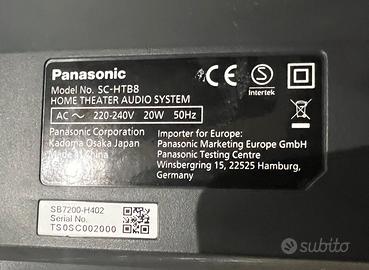 Panasonic
Model No. SC-HTB8
HOME THEATER AUDIO SYSTEM
AC ~ 220-240V 20W 50Hz
Panasonic Corporation
Kadoma Osaka Japan
Made in China
CE
S
Intertek
Importer for Europe:
Panasonic Marketing Europe GmbH
Panasonic Testing Centre
Winsbergring 15, 22525 Hamburg,
Germany
SB7200-H402
Serial No.
TS0SC002000
subito